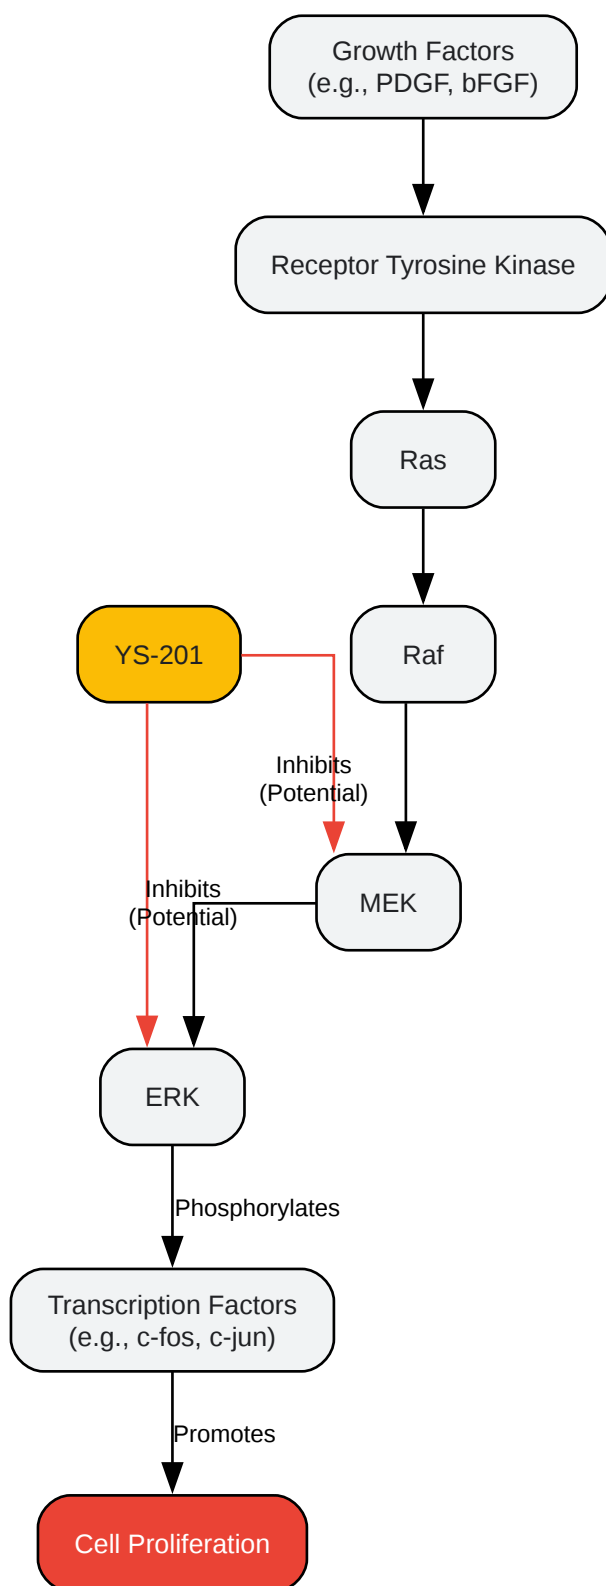 Growth Factors
(e.g., PDGF, bFGF)
Receptor Tyrosine Kinase
Ras
YS-201
Raf
Inhibits
(Potential)
Inhibits
(Potential)
MEK
ERK
Phosphorylates
Transcription Factors
(e.g., c-fos, c-jun)
Promotes
Cell Proliferation